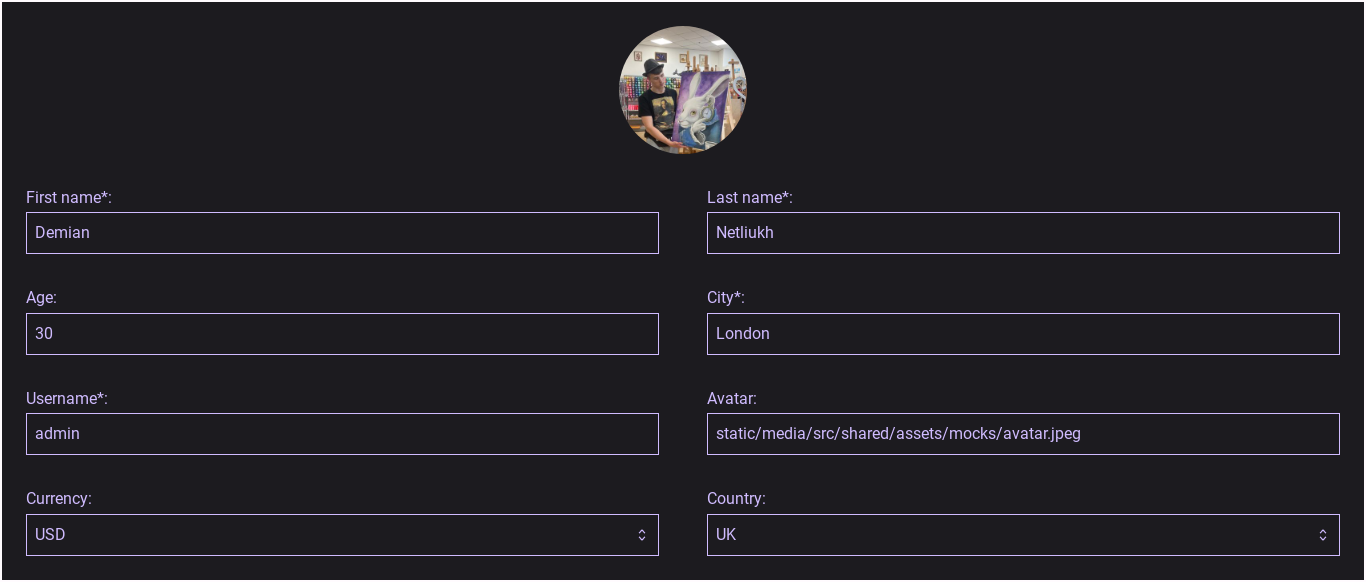 First name*:
Last name*:
Demian
Netliukh
Age:
City*:
30
London
Username*:
Avatar:
admin
static/media/src/shared/assets/mocks/avatar.jpeg
Currency:
Country:
USD
UK